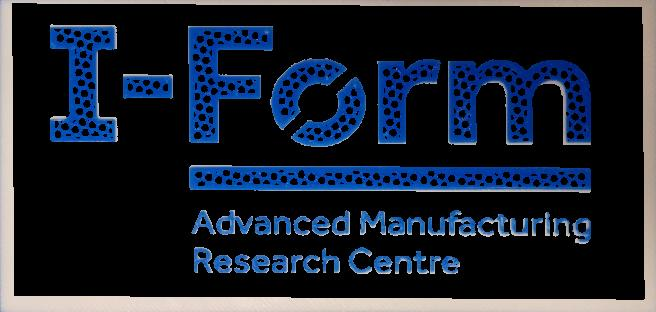 I-Form
Advanced Manufacturing
Research Centre